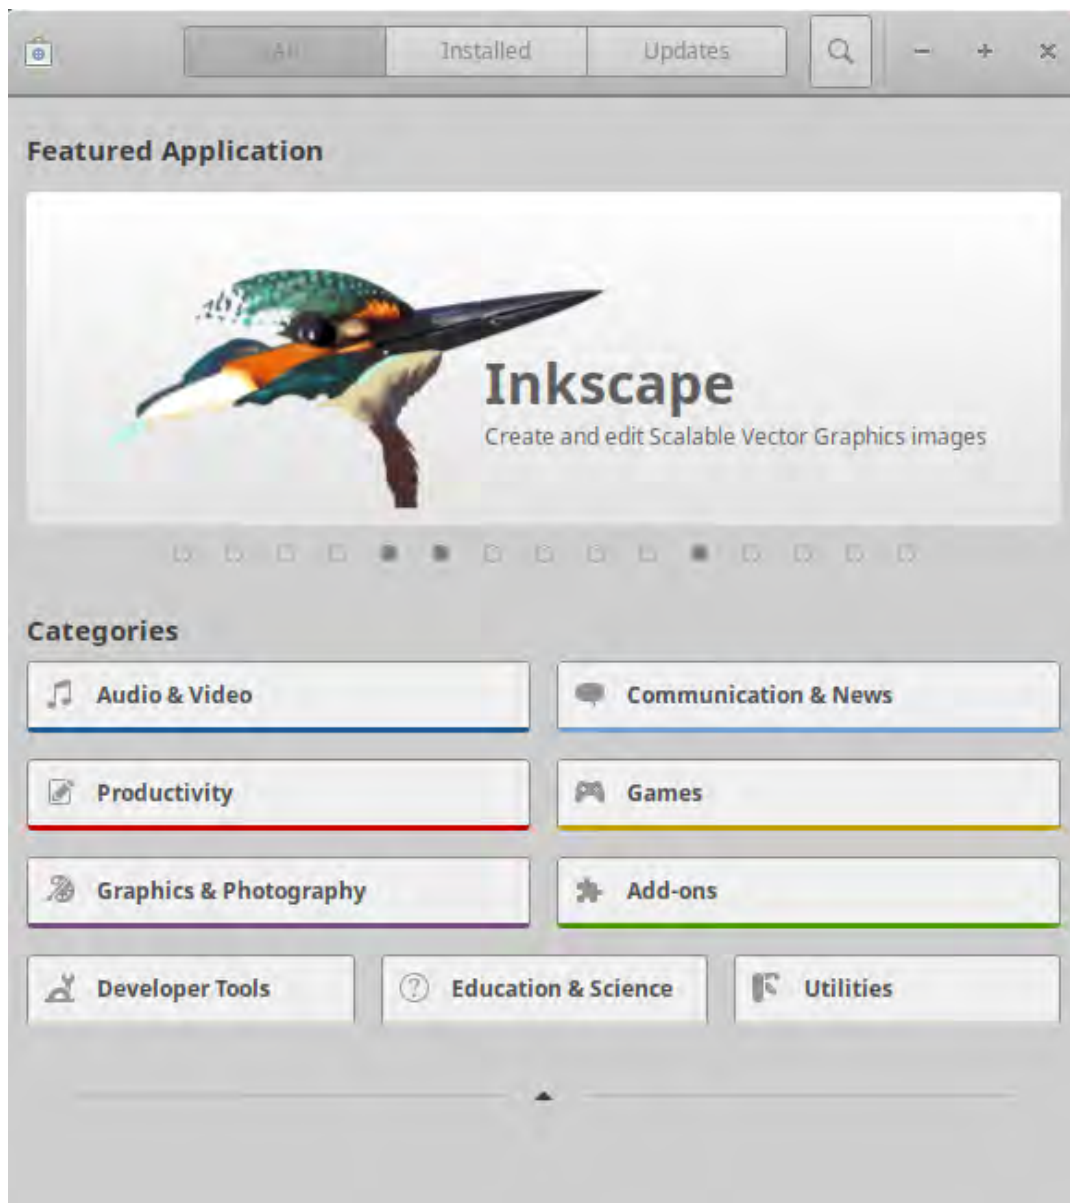 All
Installed
Updates
Featured Application
Inkscape
Create and edit Scalable Vector Graphics images
Categories
Audio & Video
Communication & News
Productivity
Games
Graphics & Photography
Add-ons
Developer Tools
Education & Science
Utilities